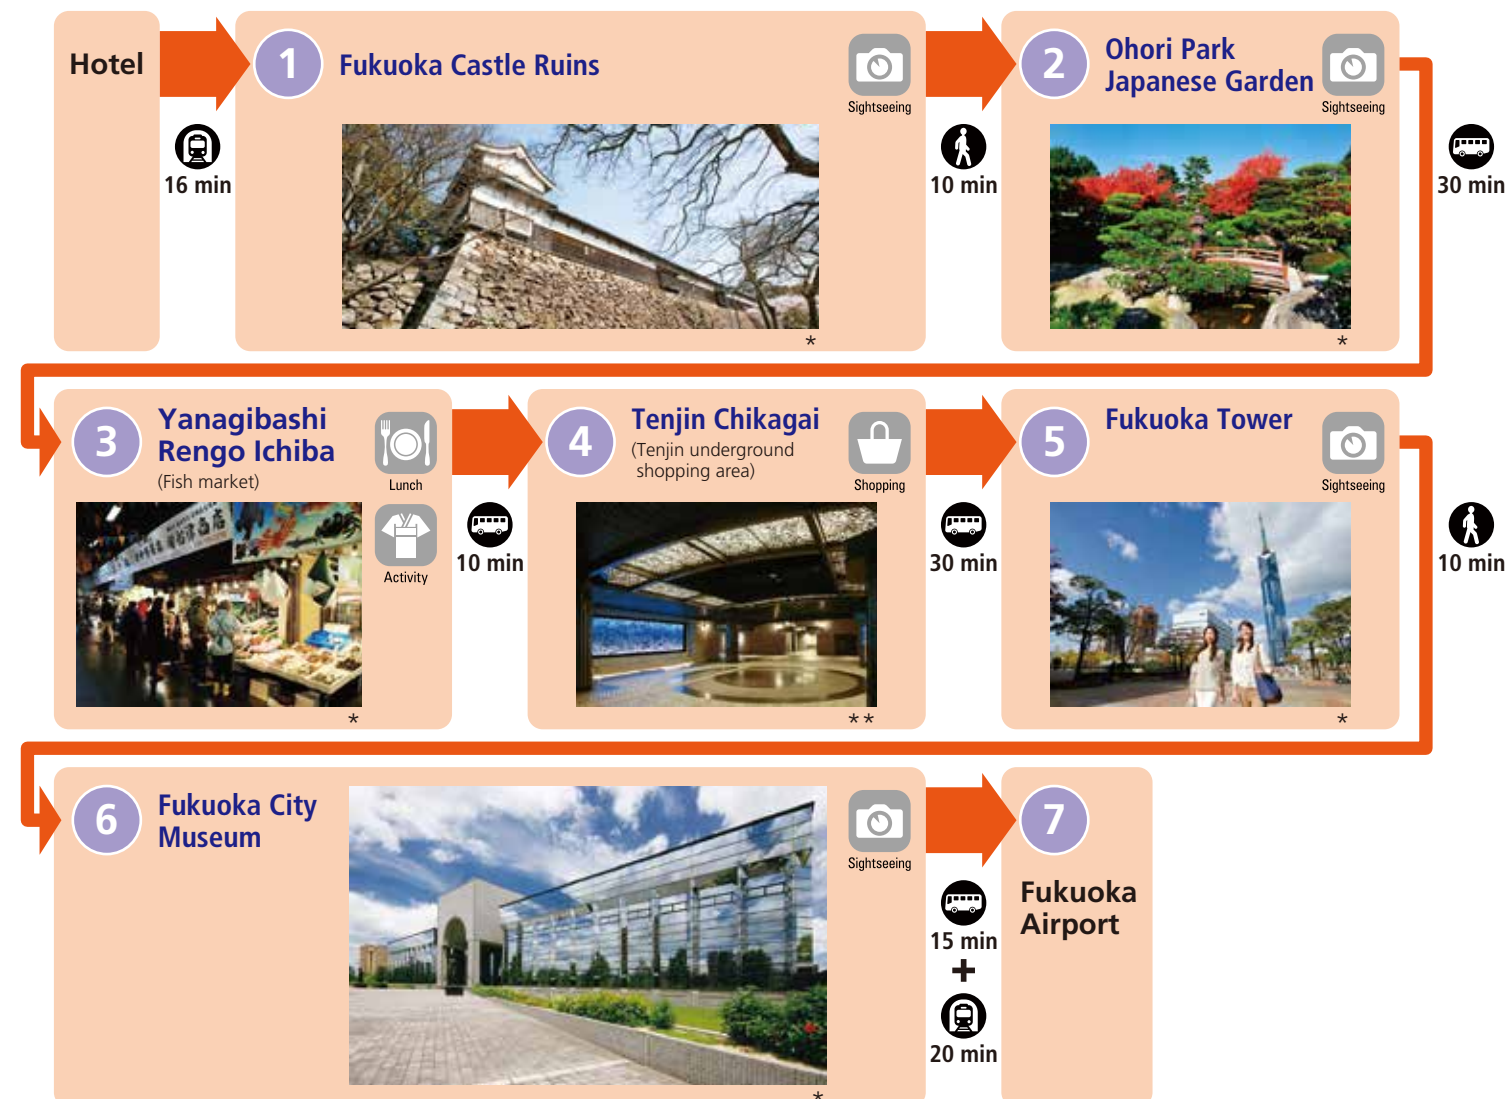 Hotel
16 min
1
Fukuoka Castle Ruins
Sightseeing
*
10 min
2
Ohori Park
Japanese Garden
Sightseeing
*
30 min
3
Yanagibashi
Rengo Ichiba
(Fish market)
Lunch
Activity
*
10 min
4
Tenjin Chikagai
(Tenjin underground
shopping area)
Shopping
**
30 min
5
Fukuoka Tower
Sightseeing
*
10 min
6
Fukuoka City
Museum
Sightseeing
*
15 min
+
20 min
7
Fukuoka
Airport